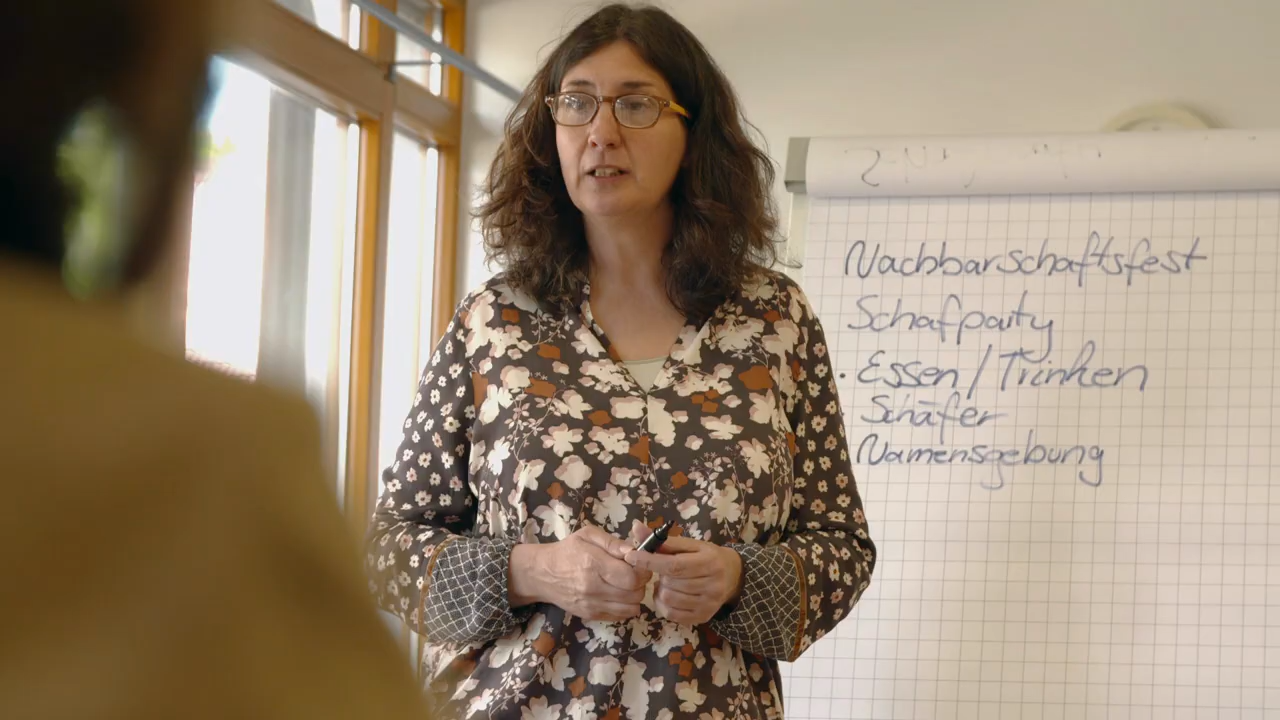 Nachbarschaftsfest
Schafparty
· Essen / Trinken
Schäfer
Namensgebung